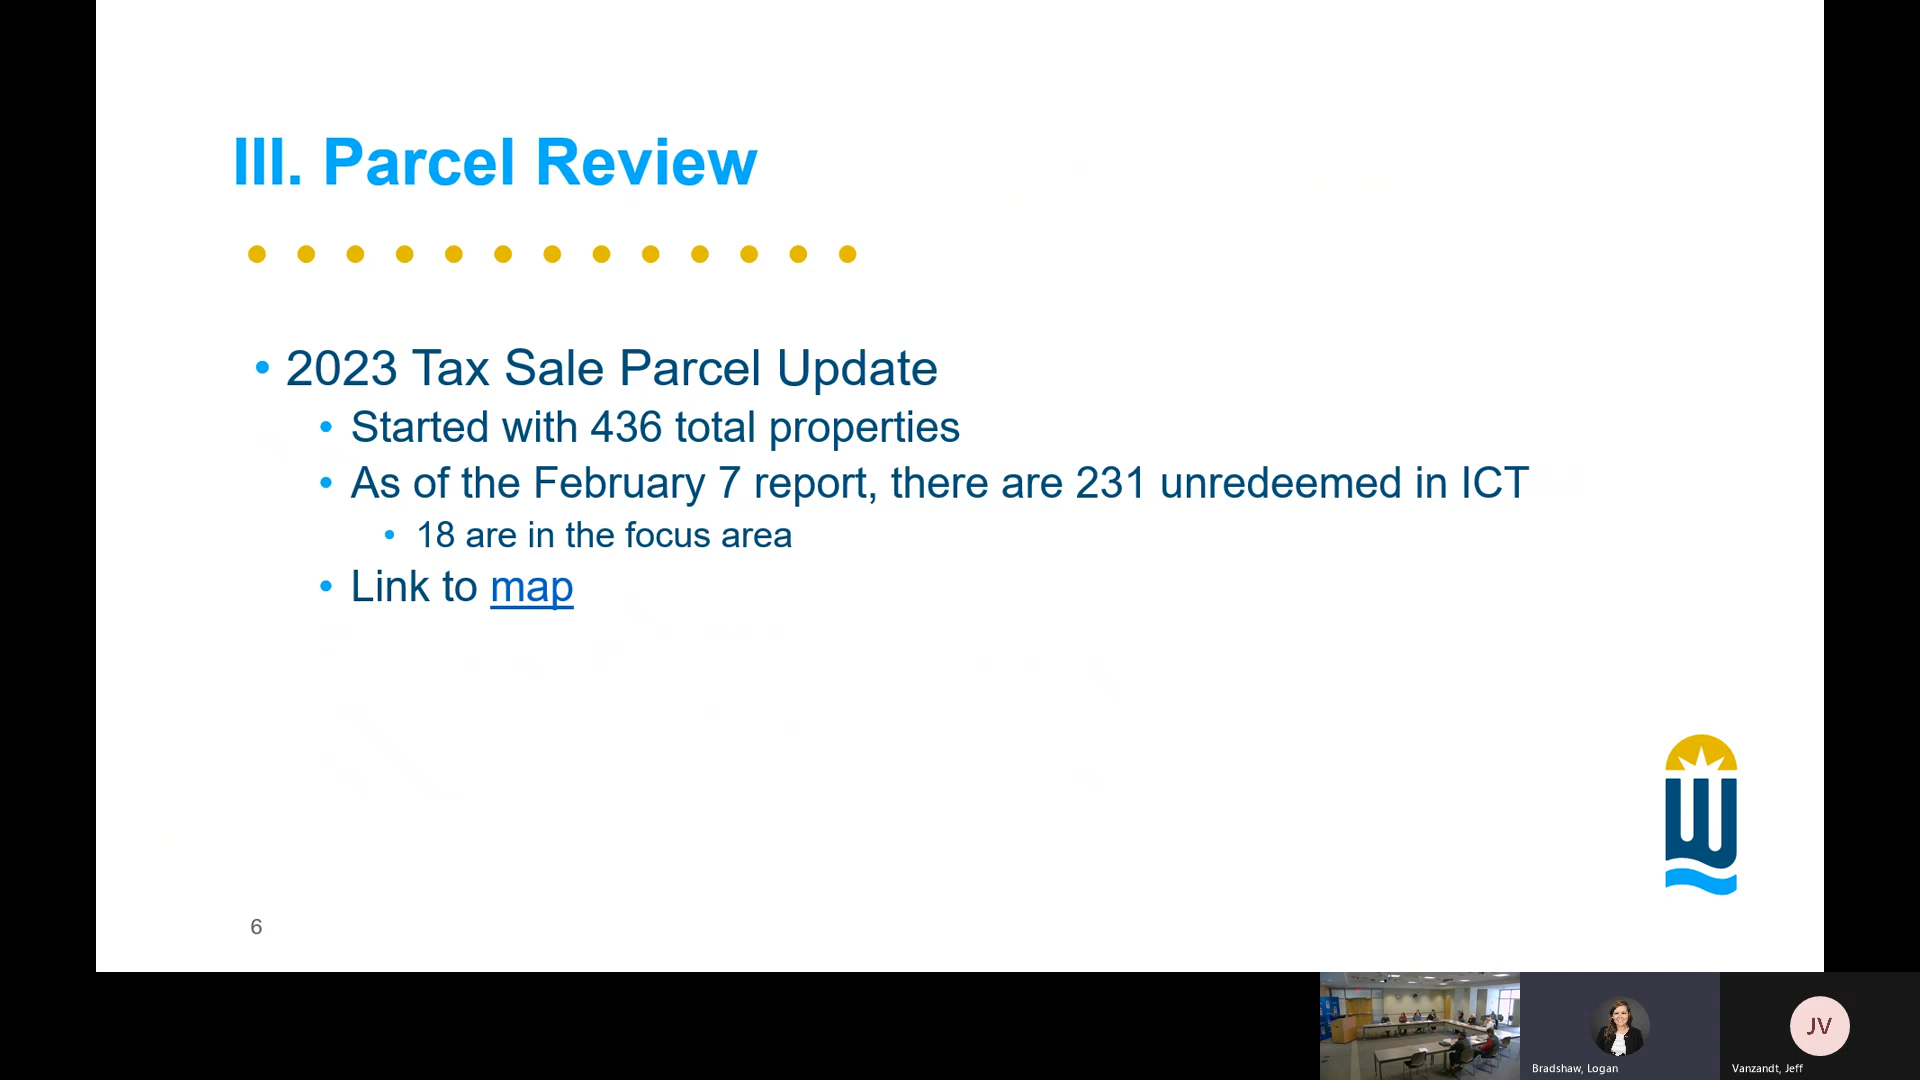 III. Parcel Review
• 2023 Tax Sale Parcel Update
• Started with 436 total properties
• As of the February 7 report, there are 231 unredeemed in ICT
• 18 are in the focus area
• Link to map
6
Bradshaw, Logan
JV
Vanzandt, Jeff